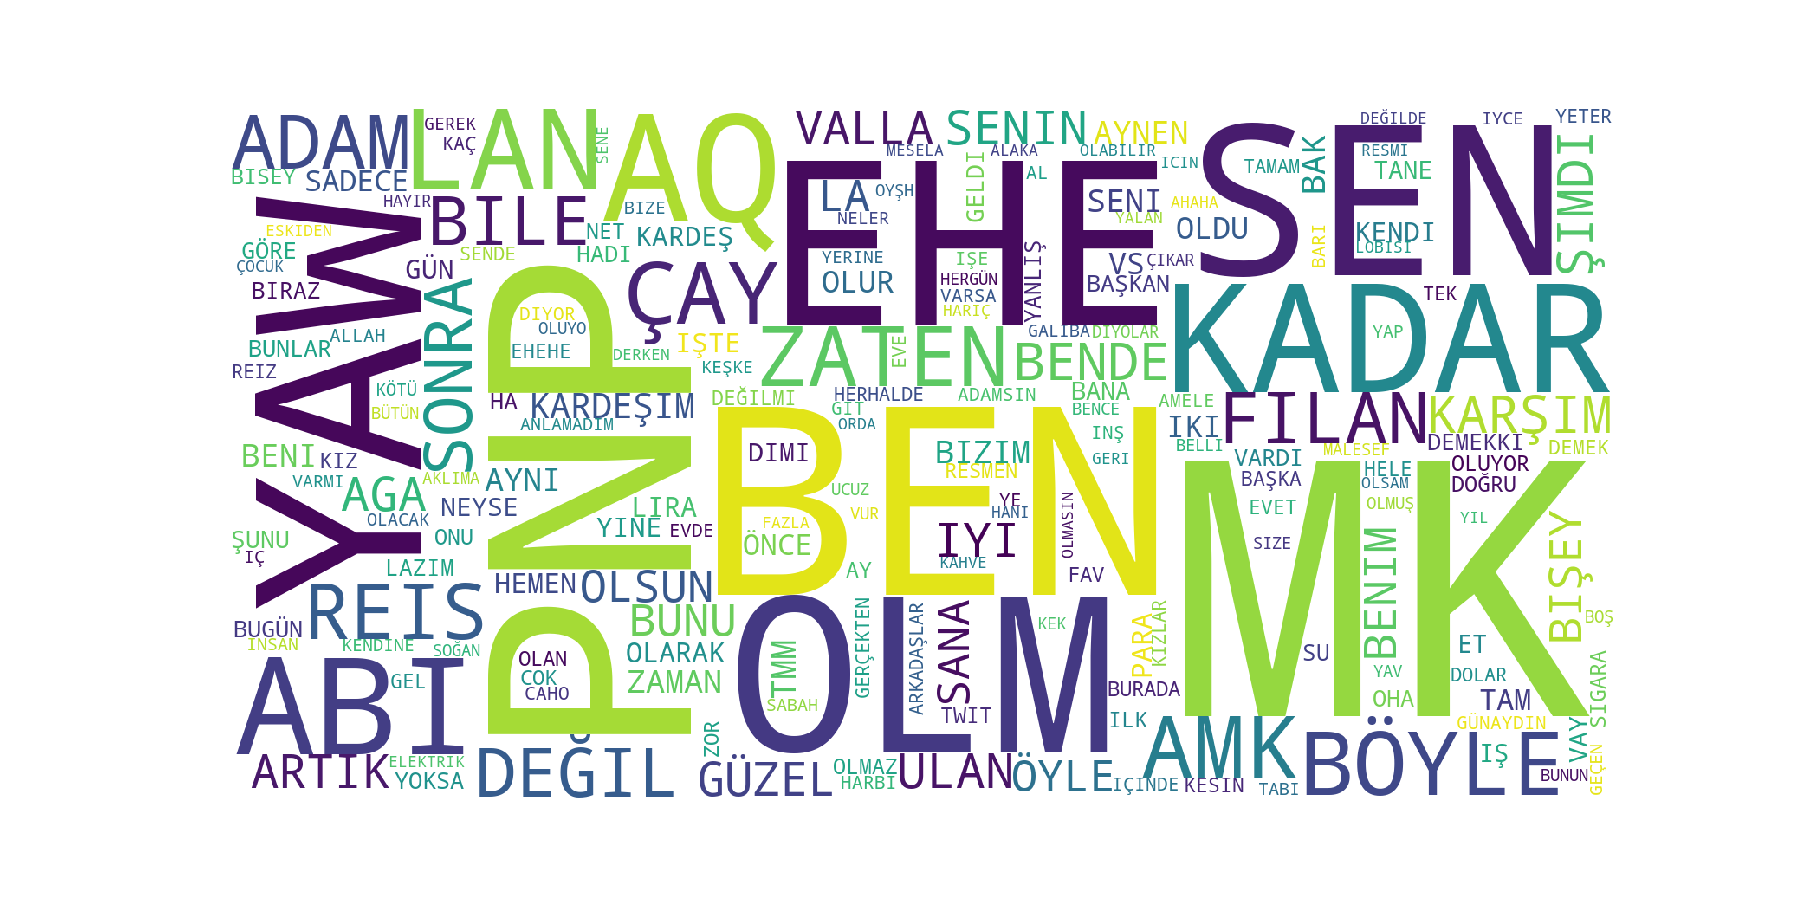 ADAM
LAN
AQ
GEREK
KAÇ
SENE
VALLA
SENIN
AYNEN
SEN
DEĞILDE
IYCE
YETER
BISEY
SADECE
MESELA
ALAKA
OLABILIR
ICIN
TAMAM
BAK
RESMI
TANE
ŞIMDI
HAYIR
BILE
BIZE
NET
KARDEŞ
HADI
SENDE
EHE
LA
OYŞH
NELER
GELDI
AL
SENI
AHAHA
YALAN
OLDU
BARI
KENDI
LOBISI
YAW
ESKIDEN
GÖRE
ÇOCUK
GÜN
BIRAZ
ÇAY
YERINE
OLUR
IŞE
HERGÜN
VARSA
HARIÇ
YANLIŞ
VS
ÇIKAR
BAŞKAN
KADAR
TEK
YAP
PNP
DIYOR
OLUYO
EHEHE
DERKEN
IŞTE
KEŞKE
ZATEN
EVE
GALIBA
DIYOLAR
BENDE
ALLAH
BUNLAR
REIZ
SONRA
KÖTÜ
BÜTÜN
HA
KARDEŞIM
ANLAMADIM
DEĞILMI
HERHALDE
GIT
ORDA
ADAMSIN
BANA
BENCE
AMELE
FILAN
KARŞIM
IKI
BELLI
INŞ
GERI
BEN
DIMI
BIZIM
RESMEN
VARDI
MALESEF
DEMEKKI
DEMEK
BAŞKA
HELE
OLSAM
OLUYOR
DOĞRU
BENI
KIZ
VARMI
AKLIMA
AYNI
AGA
NEYSE
OLACAK
ONU
LIRA
YINE
EVDE
UCUZ
FAZLA
VUR
ÖNCE
YE
HANI
IYI
KAHVE
OLMASIN
MK
EVET
SIZE
OLMUŞ
YIL
BENIM
BIŞEY
BOŞ
ŞUNU
IÇ
LAZIM
HEMEN
OLSUN
AY
FAV
REIS
BUGÜN
INSAN
KENDINE
SOĞAN
BUNU
OLM
TMM
SABAH
GERÇEKTEN
ARKADAŞLAR
SANA
TWIT
KEK
PARA
KIZLAR
BURADA
ILK
SU
YAV
OHA
ET
DOLAR
TAM
SIGARA
ABI
GEL
OLAN
COK
CAHO
OLARAK
ZAMAN
ZOR
GÜNAYDIN
VAY
GEÇEN
ARTIK
ELEKTRIK
YOKSA
DEĞIL
GÜZEL
OLMAZ
HARBI
ULAN
ÖYLE
AMK
IÇINDE
KESIN
TABI
BÖYLE
IŞ
BUNUN